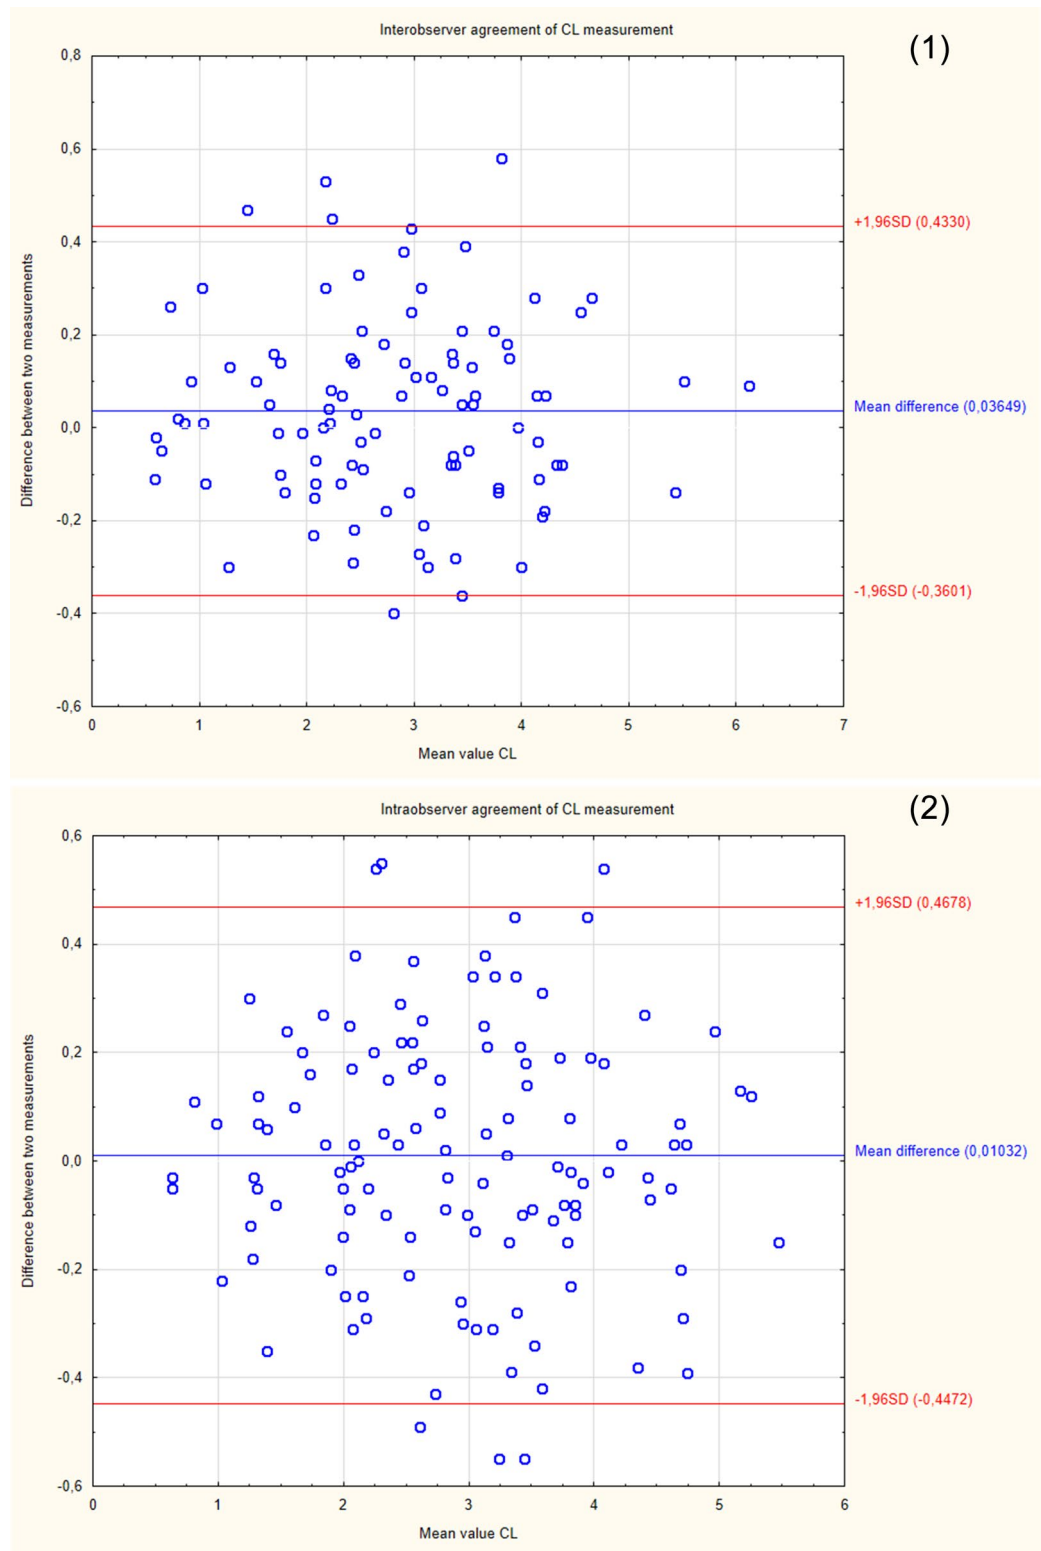 Interobserver agreement of CL measurement
(1)
0,8
0,6
+1,96SD (0,4330)
0,4
0,2
Mean difference (0,03649)
0,0
-0,2
-1,96SD (-0,3601)
-0,4
-0,6
Difference between two measurements
0 1 2 3 4 5 6 7
Mean value CL
Intraobserver agreement of CL measurement
(2)
0,6
+1,96SD (0,4678)
0,4
0,2
Mean difference (0,01032)
0,0
-0,2
-0,4
-1,96SD (-0,4472)
-0,6
Difference between two measurements
0 1 2 3 4 5 6
Mean value CL